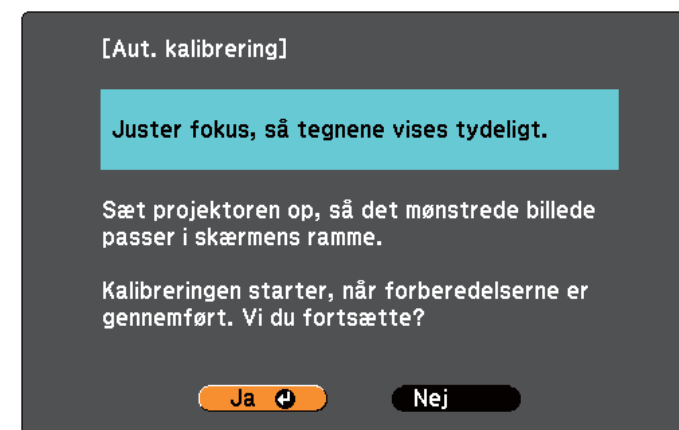 [Aut. kalibrering]
Juster fokus, så tegnene vises tydeligt.
Sæt projektoren op, så det mønstrede billede
passer i skærmens ramme.
Kalibreringen starter, når forberedelserne er
gennemført. Vi du fortsætte?
Ja
Nej